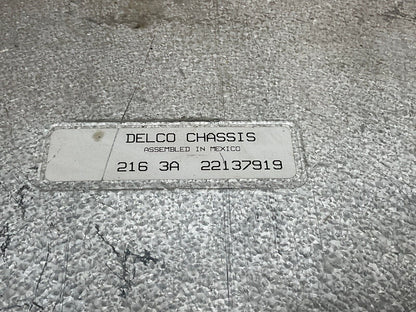 DELCO CHASSIS
ASSEMBLED IN MEXICO
216 3A 22137919